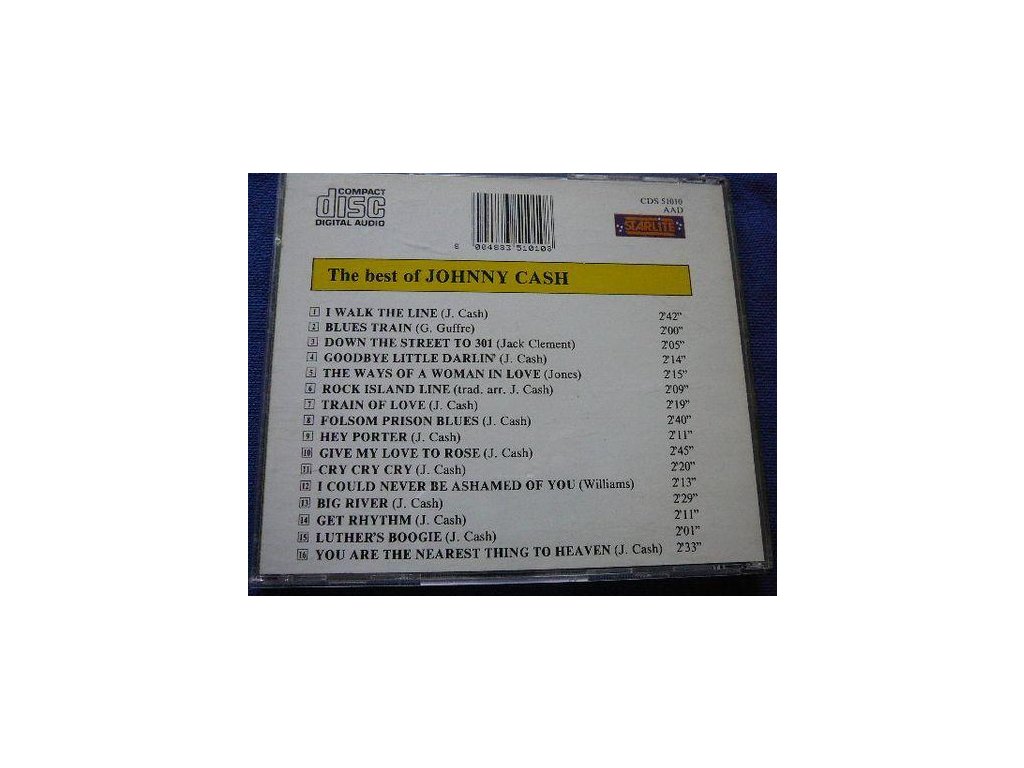 COMPACT
disc
DIGITAL AUDIO
8 004883 510108
CDS 51010
AAD
STARLITE
The best of JOHNNY CASH
1 I WALK THE LINE (J. Cash) 2'42"
2 BLUES TRAIN (G. Guffre) 2'00"
3 DOWN THE STREET TO 301 (Jack Clement) 2'05"
4 GOODBYE LITTLE DARLIN' (J. Cash) 2'14"
5 THE WAYS OF A WOMAN IN LOVE (Jones) 2'15"
6 ROCK ISLAND LINE (trad. arr. J. Cash) 2'09"
7 TRAIN OF LOVE (J. Cash) 2'19"
8 FOLSOM PRISON BLUES (J. Cash) 2'40"
9 HEY PORTER (J. Cash) 2'11"
10 GIVE MY LOVE TO ROSE (J. Cash) 2'45"
11 CRY CRY CRY (J. Cash) 2'20"
12 I COULD NEVER BE ASHAMED OF YOU (Williams) 2'13"
13 BIG RIVER (J. Cash) 2'29"
14 GET RHYTHM (J. Cash) 2'11"
15 LUTHER'S BOOGIE (J. Cash) 2'01"
16 YOU ARE THE NEAREST THING TO HEAVEN (J. Cash) 2'33"